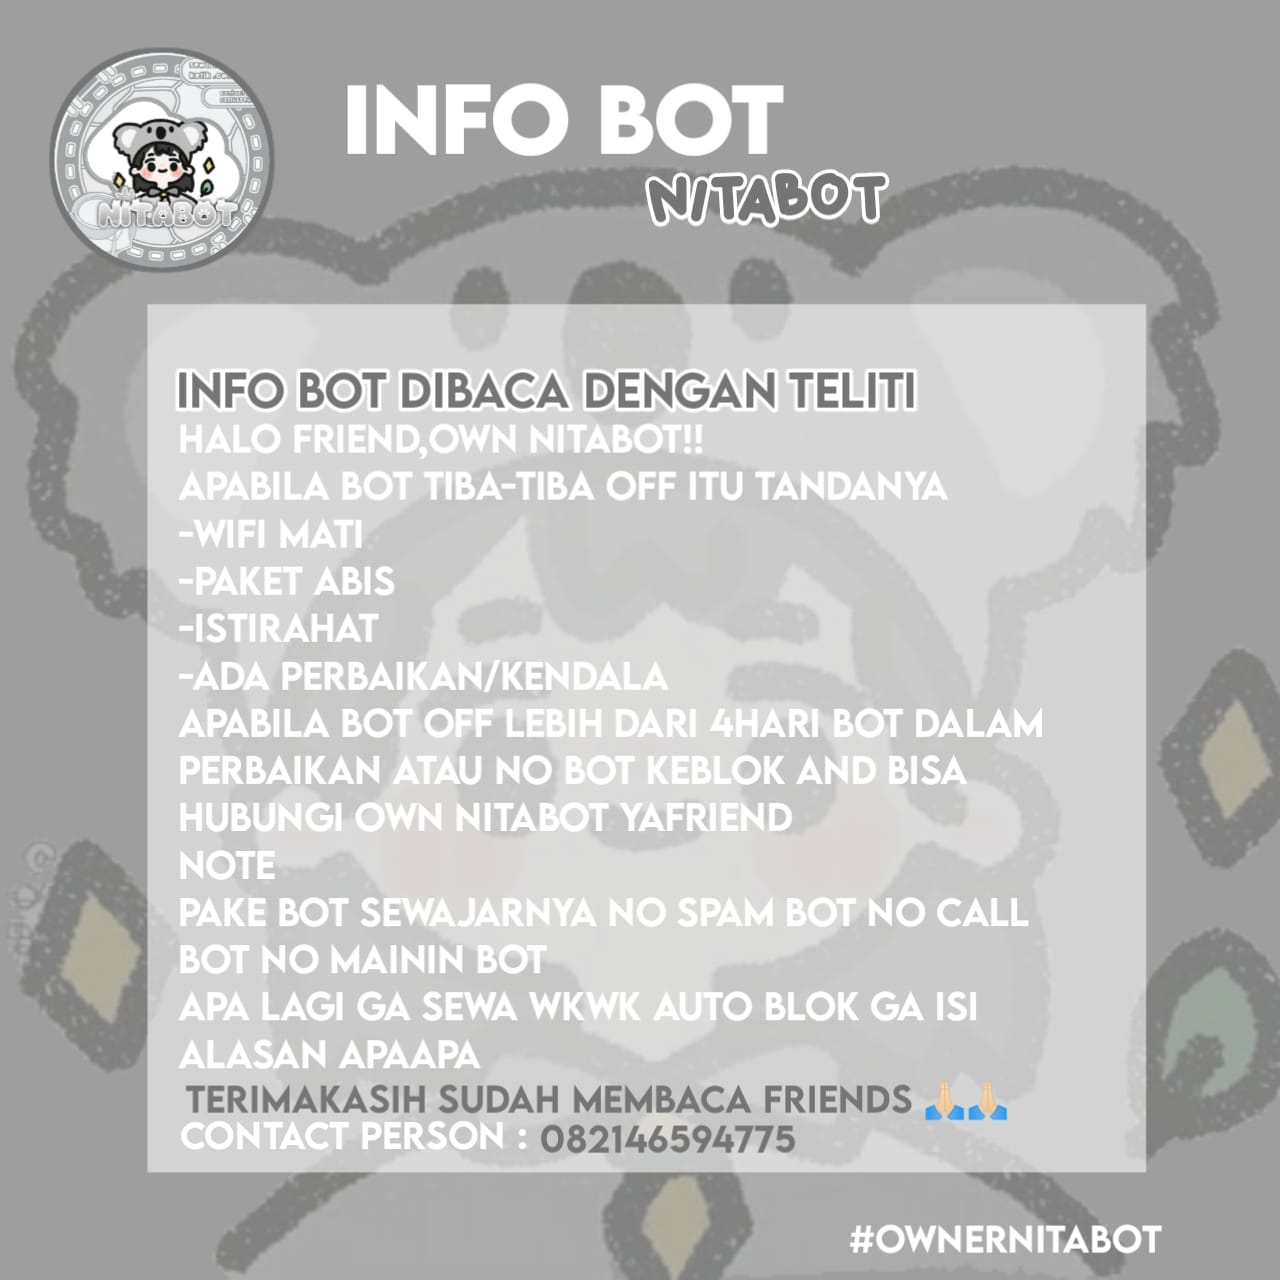 INFO BOT
NITABOT
NITABOT
INFO BOT DIBACA DENGAN TELITI
HALO FRIEND,OWN NITABOT!!
APABILA BOT TIBA-TIBA OFF ITU TANDANYA
-WIFI MATI
-PAKET ABIS
-ISTIRAHAT
-ADA PERBAIKAN/KENDALA
APABILA BOT OFF LEBIH DARI 4HARI BOT DALAM
PERBAIKAN ATAU NO BOT KEBLOK AND BISA
HUBUNGI OWN NITABOT YAFRIEND
NOTE
PAKE BOT SEWAJARNYA NO SPAM BOT NO CALL
BOT NO MAININ BOT
APA LAGI GA SEWA WKWK AUTO BLOK GA ISI
ALASAN APAAPA
TERIMAKASIH SUDAH MEMBACA FRIENDS 🙏🏻🙏🏻
CONTACT PERSON : 082146594775
#OWNERNITABOT